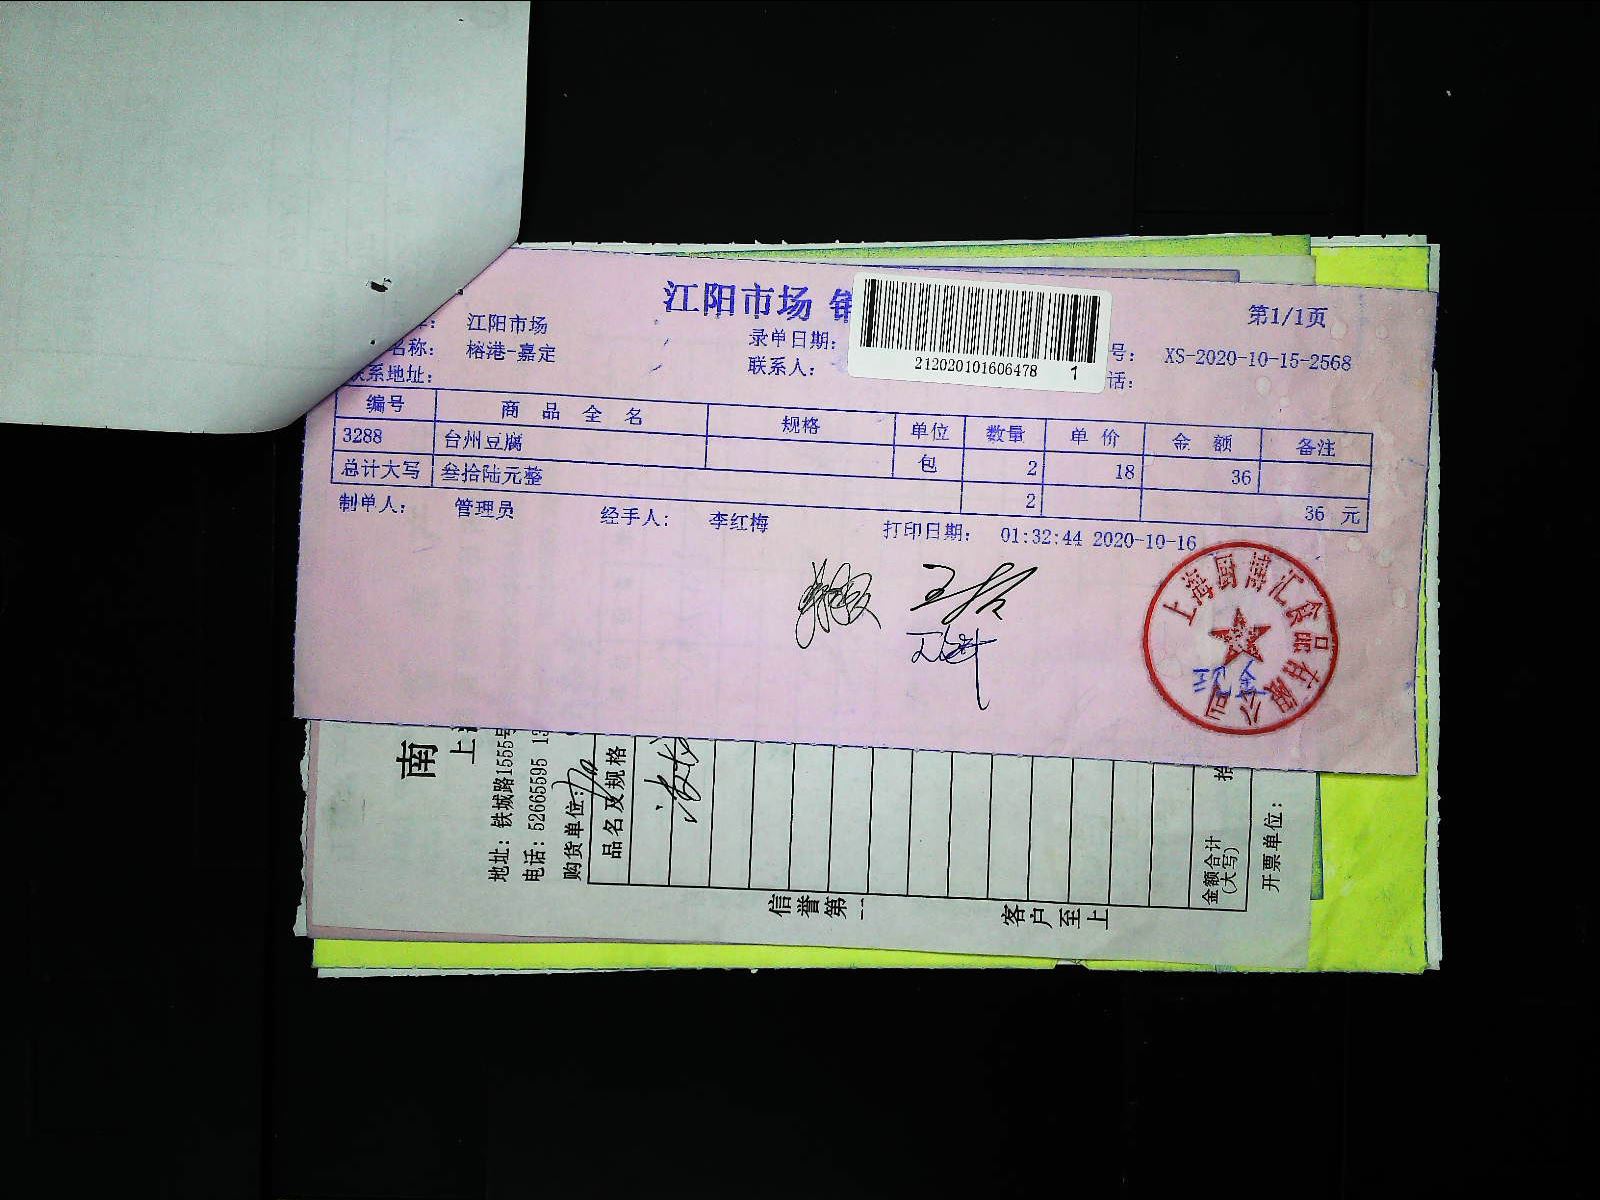 江阳市场
第1/1页
江阳市场
录单日期:
212020101606478 1
号: XS-2020-10-15-2568
名称: 榕港-嘉定
联系人:
话:
系地址:
编号 商品全名 规格 单位 数量 单价 金额 备注
3288 台州豆腐 包 2 18 36
总计大写 叁拾陆元整 2 36 元
制单人: 管理员 经手人: 李红梅 打印日期: 01:32:44 2020-10-16
上海厨博汇食品有限公司
南
上
地址: 铁城路1555号
电话: 52665595 13
购货单位:
品名及规格
信誉第一
客户至上
拾
金额合计
(大写)
开票单位: